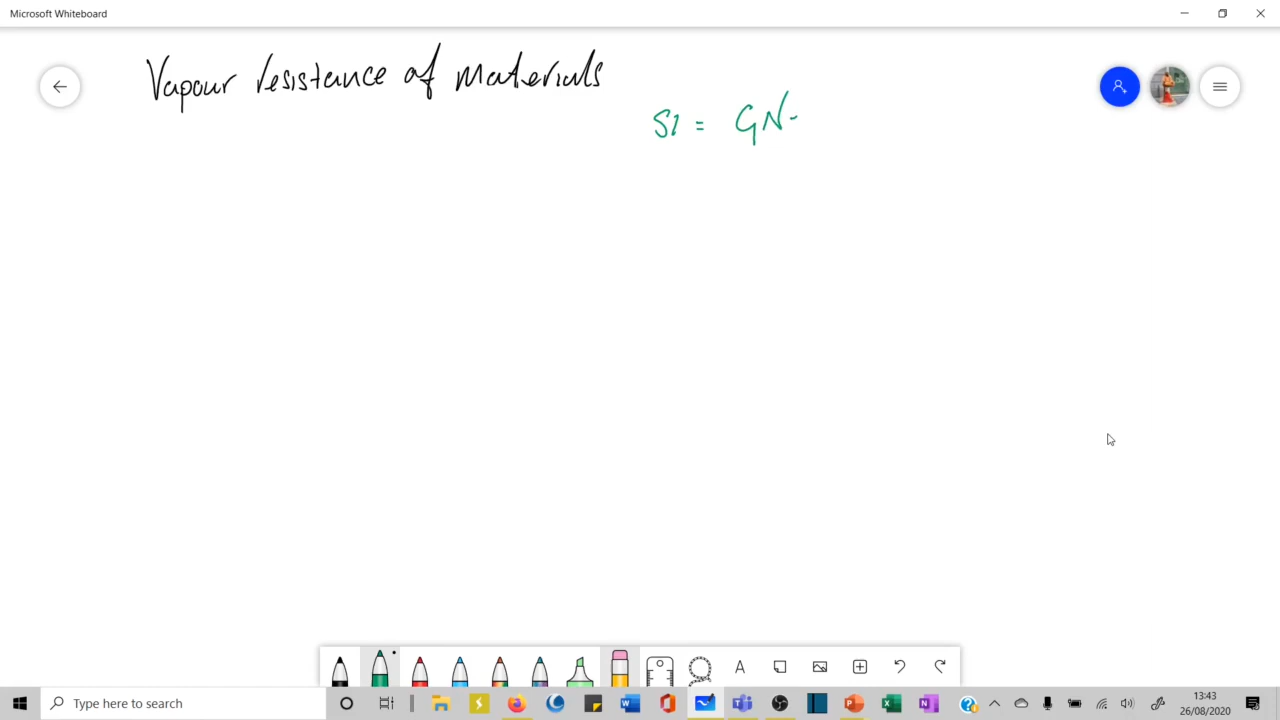 Microsoft Whiteboard
Vapour resistance of materials
SI = GN-
Type here to search
13:43
26/08/2020